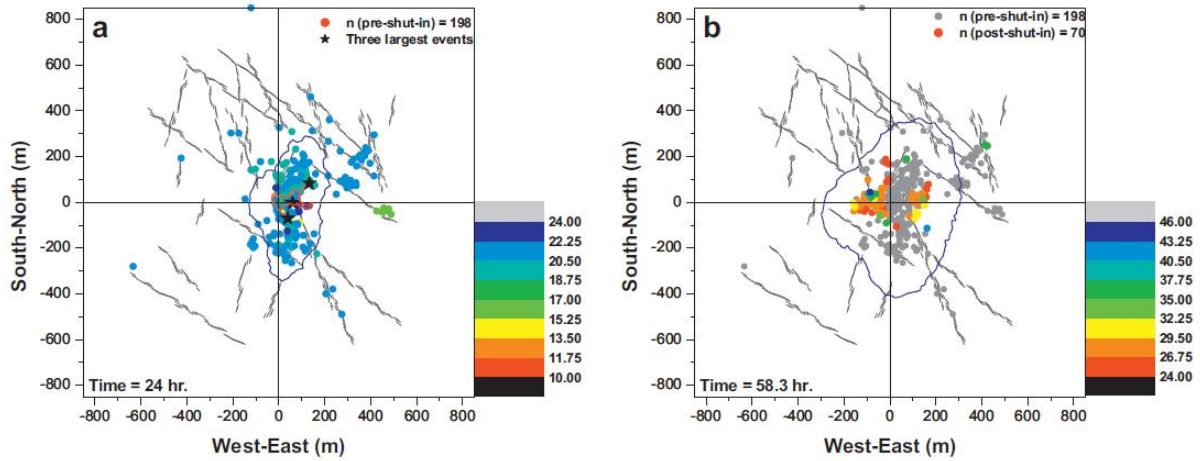 a
n (pre-shut-in) = 198
Three largest events
800
600
400
200
0
-200
-400
-600
-800
South-North (m)
Time = 24 hr.
-800 -600 -400 -200 0 200 400 600 800
West-East (m)
24.00
22.25
20.50
18.75
17.00
15.25
13.50
11.75
10.00
b
n (pre-shut-in) = 198
n (post-shut-in) = 70
800
600
400
200
0
-200
-400
-600
-800
South-North (m)
Time = 58.3 hr.
-800 -600 -400 -200 0 200 400 600 800
West-East (m)
46.00
43.25
40.50
37.75
35.00
32.25
29.50
26.75
24.00